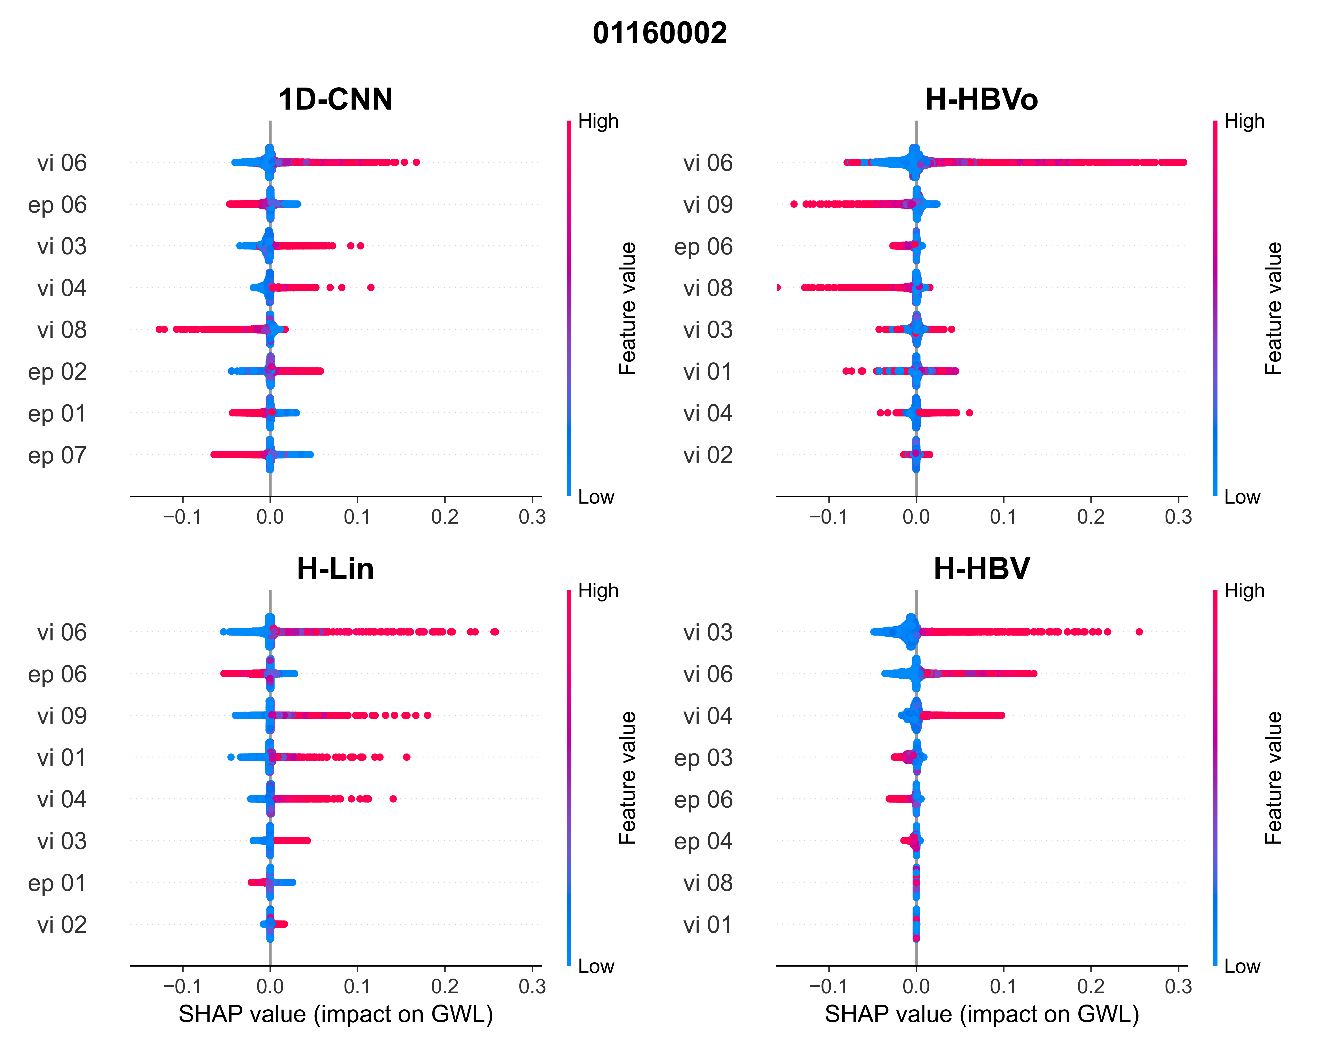 01160002
1D-CNN
High
vi 06
ep 06
vi 03
vi 04
vi 08
ep 02
ep 01
ep 07
Feature value
Low
−0.1 0.0 0.1 0.2 0.3
H-HBVo
High
vi 06
vi 09
ep 06
vi 08
vi 03
vi 01
vi 04
vi 02
Feature value
Low
−0.1 0.0 0.1 0.2 0.3
H-Lin
High
vi 06
ep 06
vi 09
vi 01
vi 04
vi 03
ep 01
vi 02
Feature value
Low
−0.1 0.0 0.1 0.2 0.3
SHAP value (impact on GWL)
H-HBV
High
vi 03
vi 06
vi 04
ep 03
ep 06
ep 04
vi 08
vi 01
Feature value
Low
−0.1 0.0 0.1 0.2 0.3
SHAP value (impact on GWL)